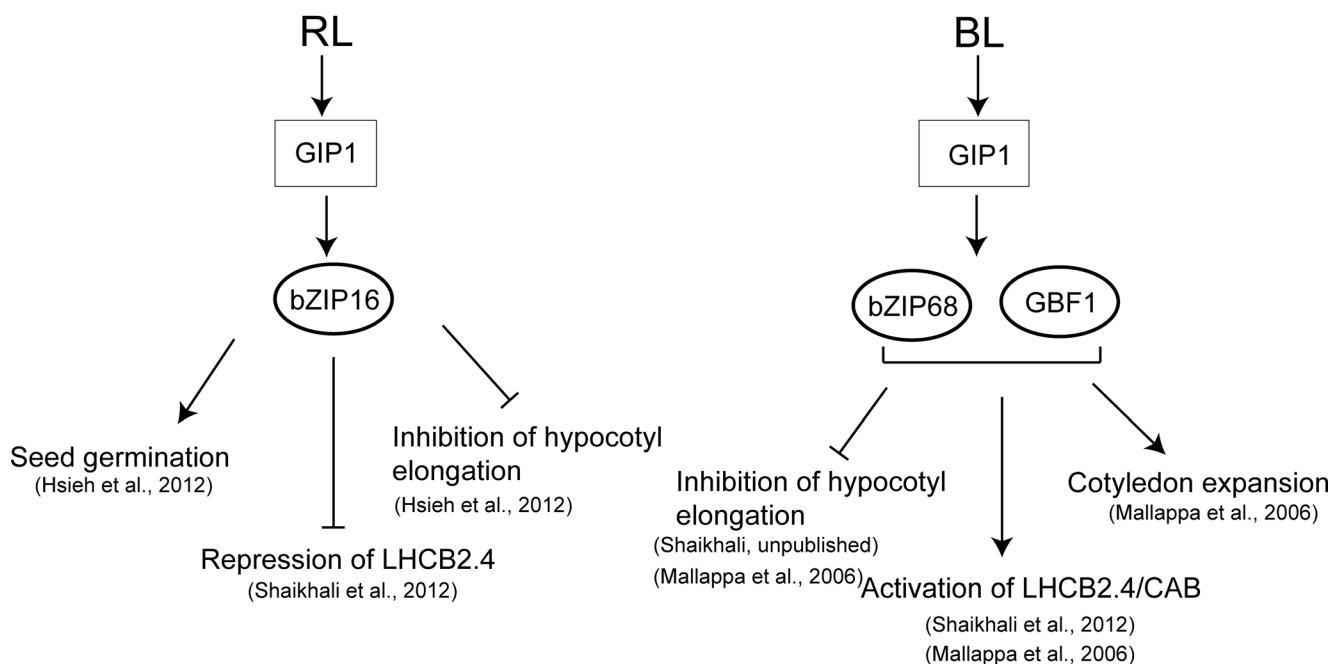 RL
GIP1
bZIP16
Seed germination
(Hsieh et al., 2012)
Inhibition of hypocotyl
elongation
(Hsieh et al., 2012)
Repression of LHCB2.4
(Shaikhali et al., 2012)
BL
GIP1
bZIP68
GBF1
Inhibition of hypocotyl
elongation
(Shaikhali, unpublished)
(Mallappa et al., 2006)
Cotyledon expansion
(Mallappa et al., 2006)
Activation of LHCB2.4/CAB
(Shaikhali et al., 2012)
(Mallappa et al., 2006)